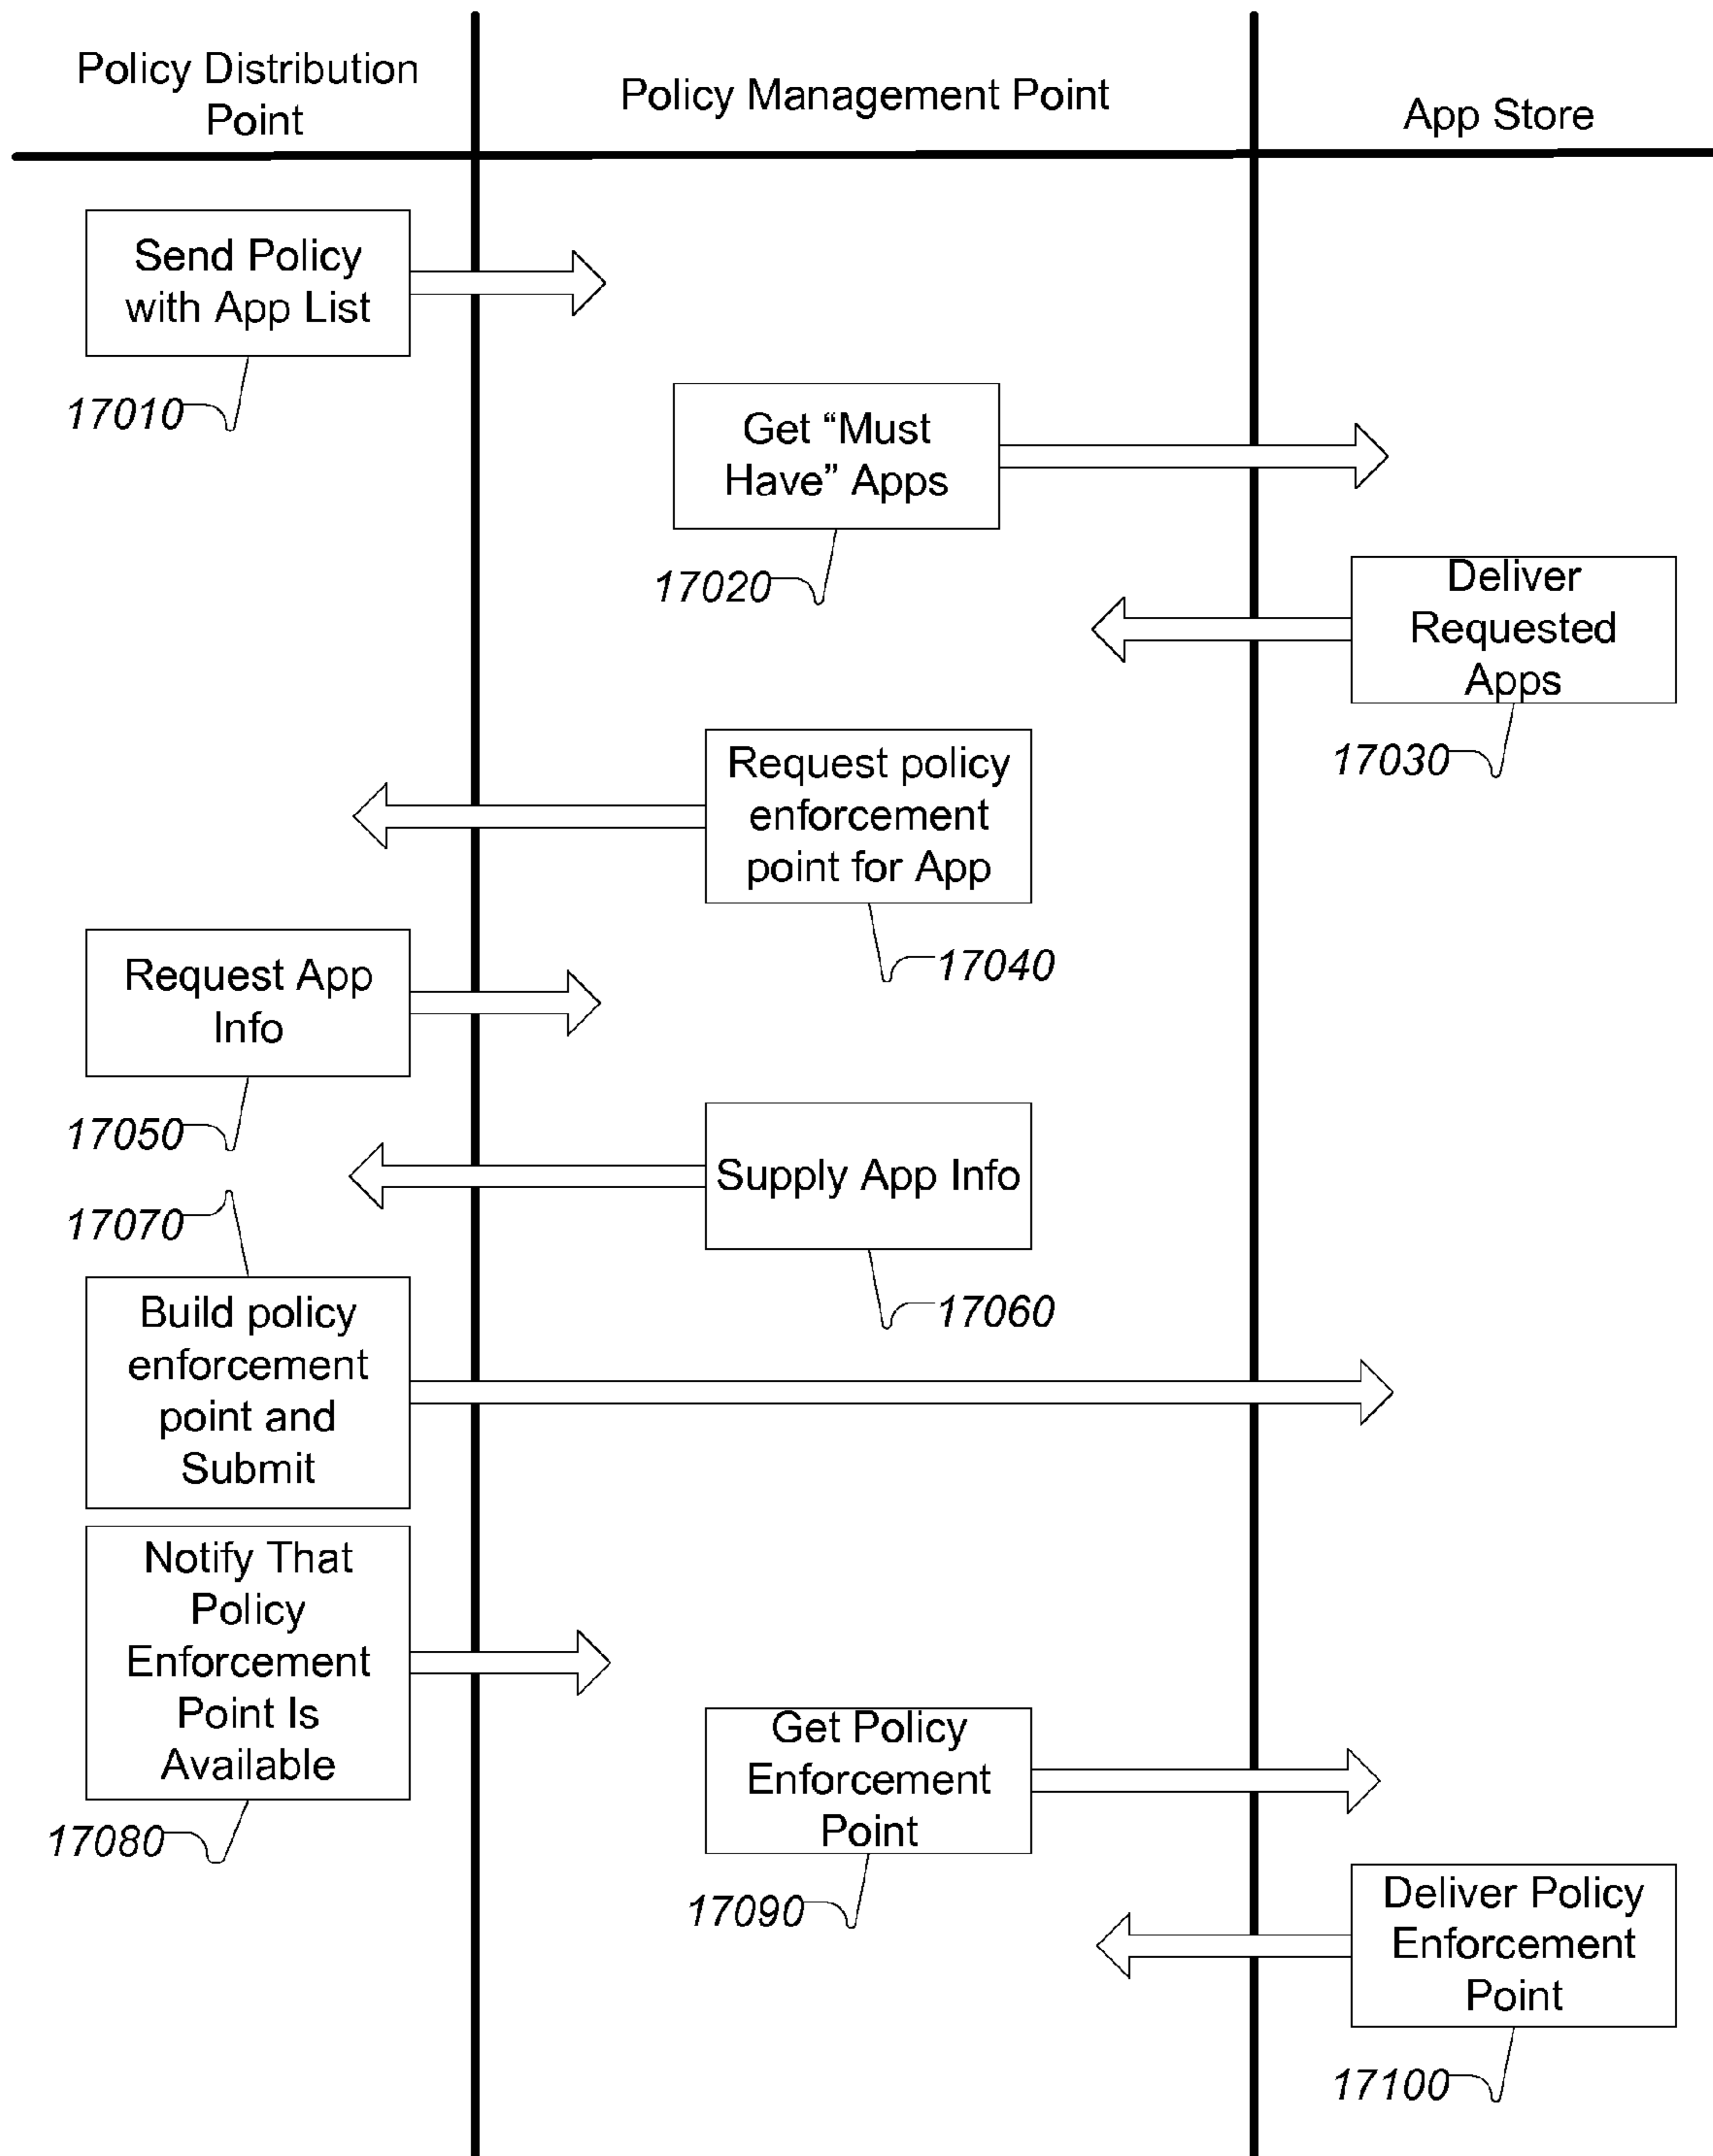 Policy Distribution
Point
Policy Management Point
App Store
Send Policy
with App List
17010
Get “Must
Have” Apps
17020
Deliver
Requested
Apps
17030
Request policy
enforcement
point for App
17040
Request App
Info
17050
Supply App Info
17060
17070
Build policy
enforcement
point and
Submit
Notify That
Policy
Enforcement
Point Is
Available
17080
Get Policy
Enforcement
Point
17090
Deliver Policy
Enforcement
Point
17100